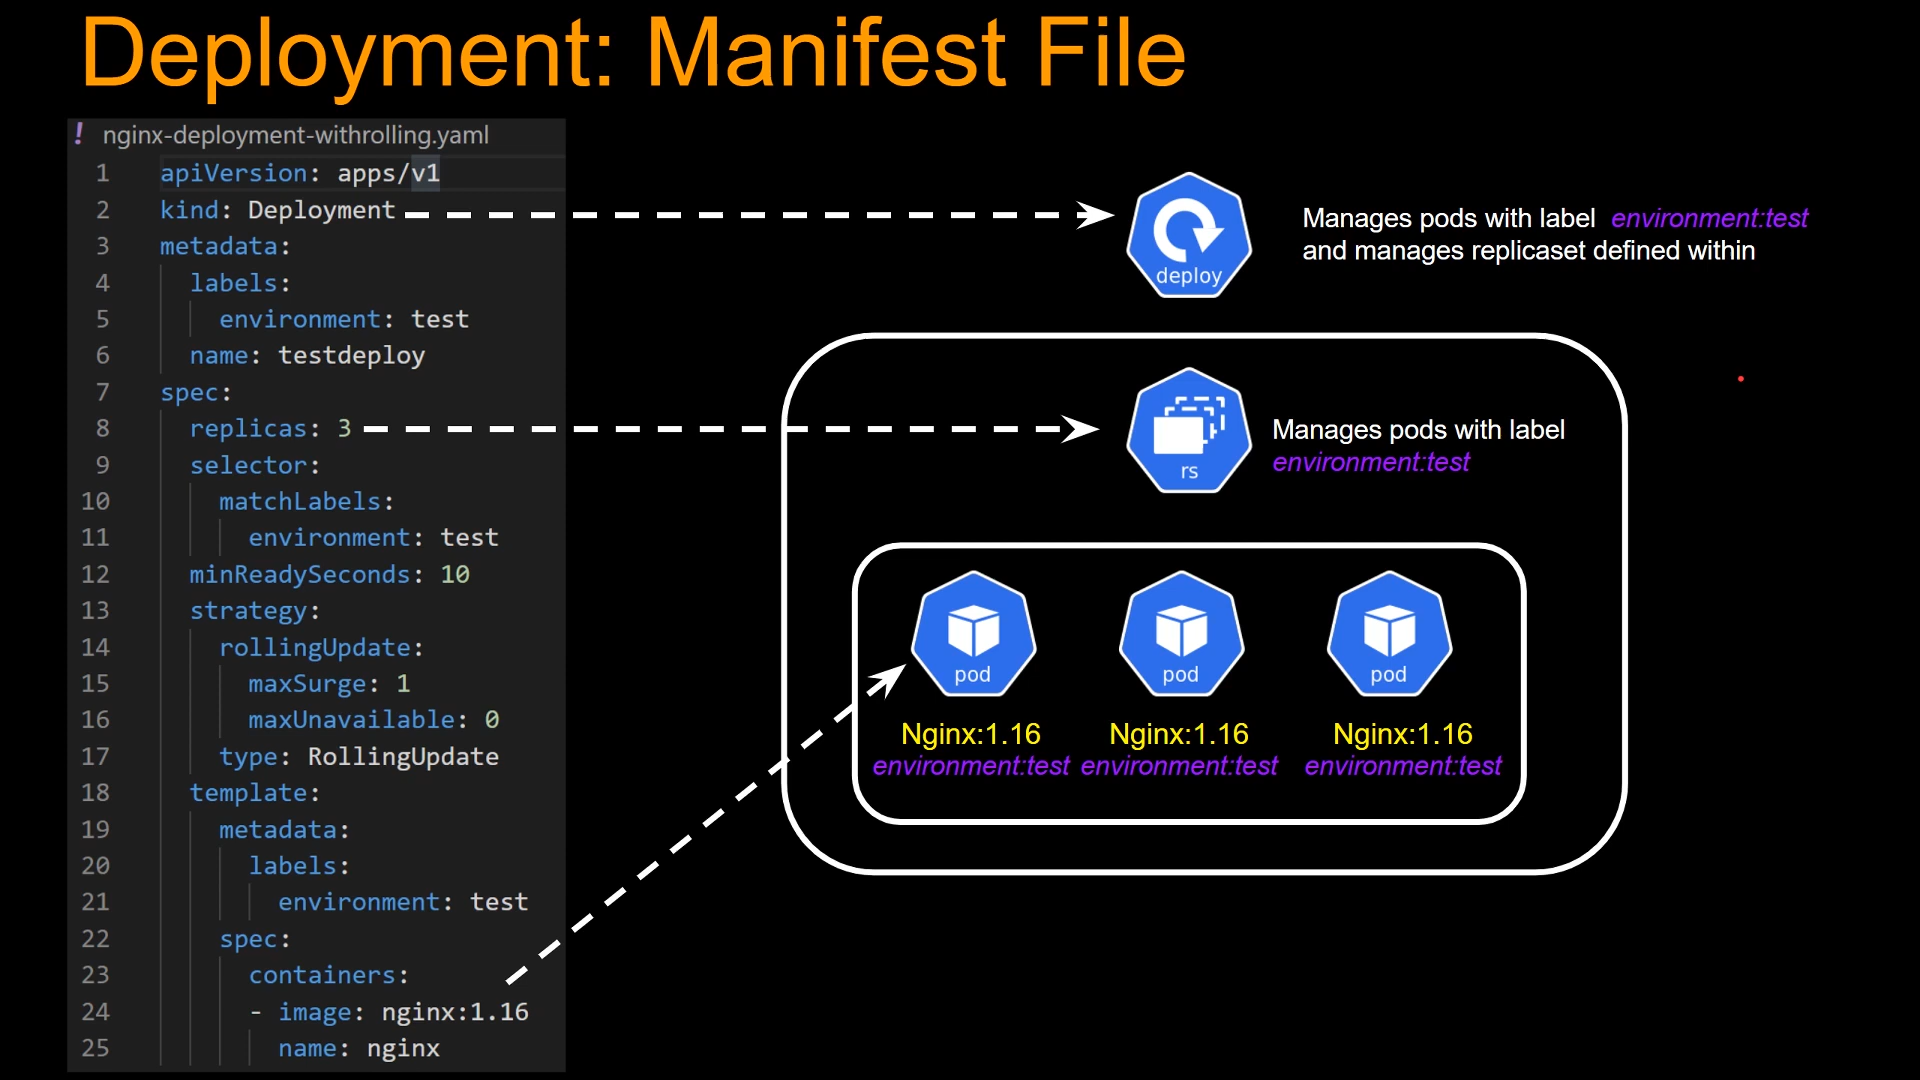 Deployment: Manifest File
! nginx-deployment-withrolling.yaml
1 apiVersion: apps/v1
2 kind: Deployment
3 metadata:
4 labels:
5 environment: test
6 name: testdeploy
7 spec:
8 replicas: 3
9 selector:
10 matchLabels:
11 environment: test
12 minReadySeconds: 10
13 strategy:
14 rollingUpdate:
15 maxSurge: 1
16 maxUnavailable: 0
17 type: RollingUpdate
18 template:
19 metadata:
20 labels:
21 environment: test
22 spec:
23 containers:
24 - image: nginx:1.16
25 name: nginx
deploy
Manages pods with label environment:test
and manages replicaset defined within
rs
Manages pods with label
environment:test
pod pod pod
Nginx:1.16 Nginx:1.16 Nginx:1.16
environment:test environment:test environment:test